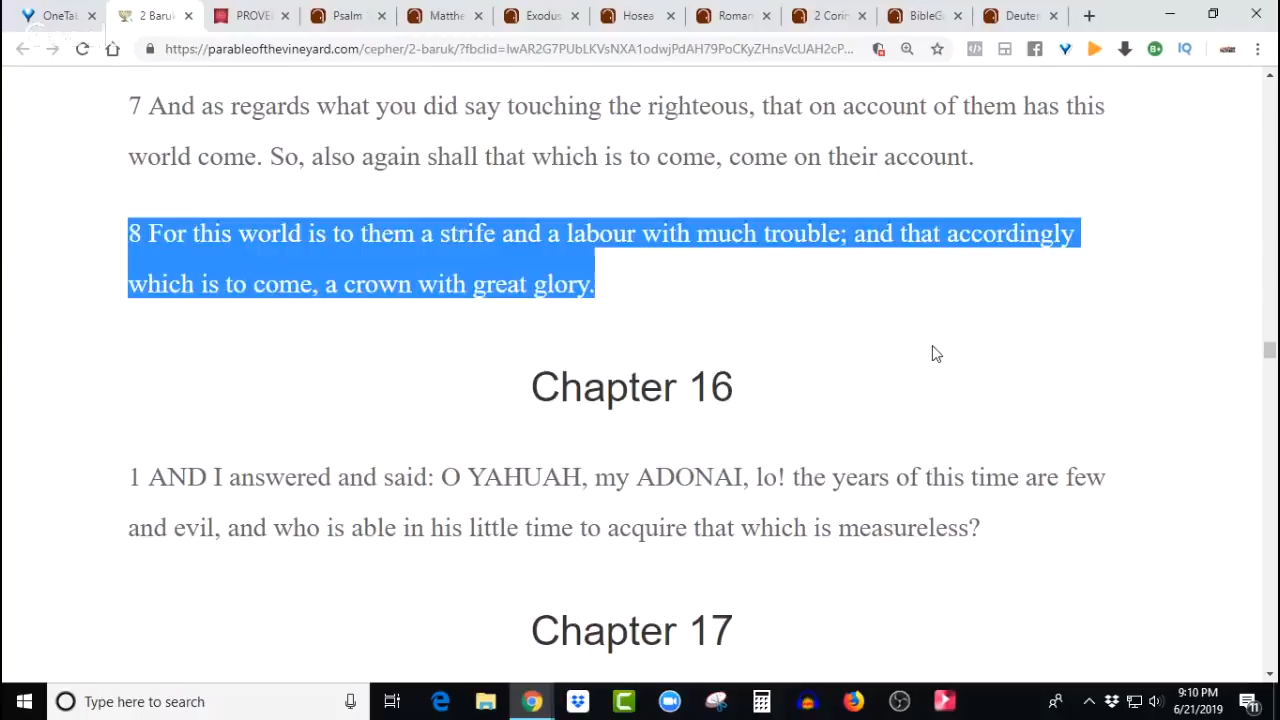 OneTa
2 Baruk
PROVE
Psalm
Matthe
Exodus
Hosea
Roman
2 Corin
BibleG
Deuter
https://parableofthevineyard.com/cepher/2-baruk/?fbclid=IwAR2G7PUbLKVsNXA1odwjPdAH79PoCKyZHnsVcUAH2cP...
7 And as regards what you did say touching the righteous, that on account of them has this
world come. So, also again shall that which is to come, come on their account.
8 For this world is to them a strife and a labour with much trouble; and that accordingly
which is to come, a crown with great glory.
Chapter 16
1 AND I answered and said: O YAHUAH, my ADONAI, lo! the years of this time are few
and evil, and who is able in his little time to acquire that which is measureless?
Chapter 17
Type here to search
9:10 PM
6/21/2019
11